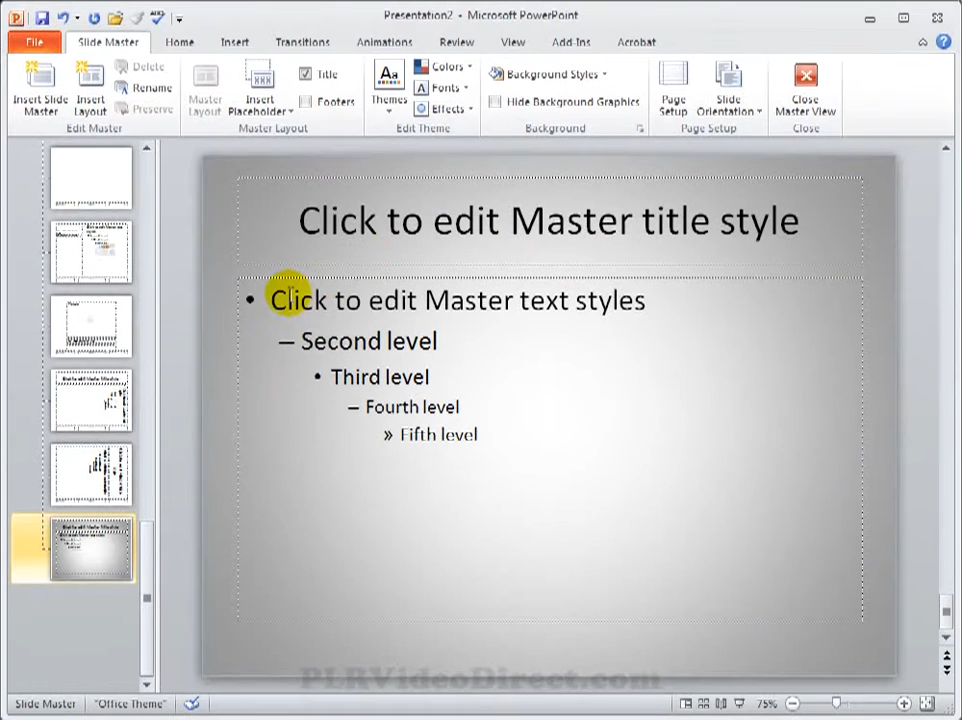 Presentation2 - Microsoft PowerPoint
File Slide Master Home Insert Transitions Animations Review View Add-Ins Acrobat
Insert Slide Master
Insert Layout
Delete
Rename
Preserve
Edit Master
Master Layout
Insert Placeholder
Title
Footers
Master Layout
Themes
Colors
Fonts
Effects
Edit Theme
Background Styles
Hide Background Graphics
Background
Page Setup
Slide Orientation
Page Setup
Close Master View
Close
Click to edit Master title style
• Click to edit Master text styles
– Second level
• Third level
– Fourth level
» Fifth level
PLRVideoDirect.com
Slide Master "Office Theme" 75%